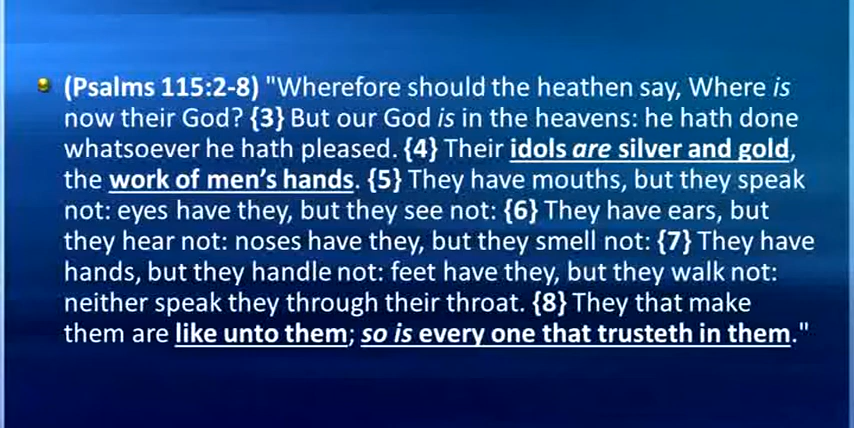 (Psalms 115:2-8) "Wherefore should the heathen say, Where is
now their God? {3} But our God is in the heavens: he hath done
whatsoever he hath pleased. {4} Their idols are silver and gold,
the work of men’s hands. {5} They have mouths, but they speak
not: eyes have they, but they see not: {6} They have ears, but
they hear not: noses have they, but they smell not: {7} They have
hands, but they handle not: feet have they, but they walk not:
neither speak they through their throat. {8} They that make
them are like unto them; so is every one that trusteth in them."